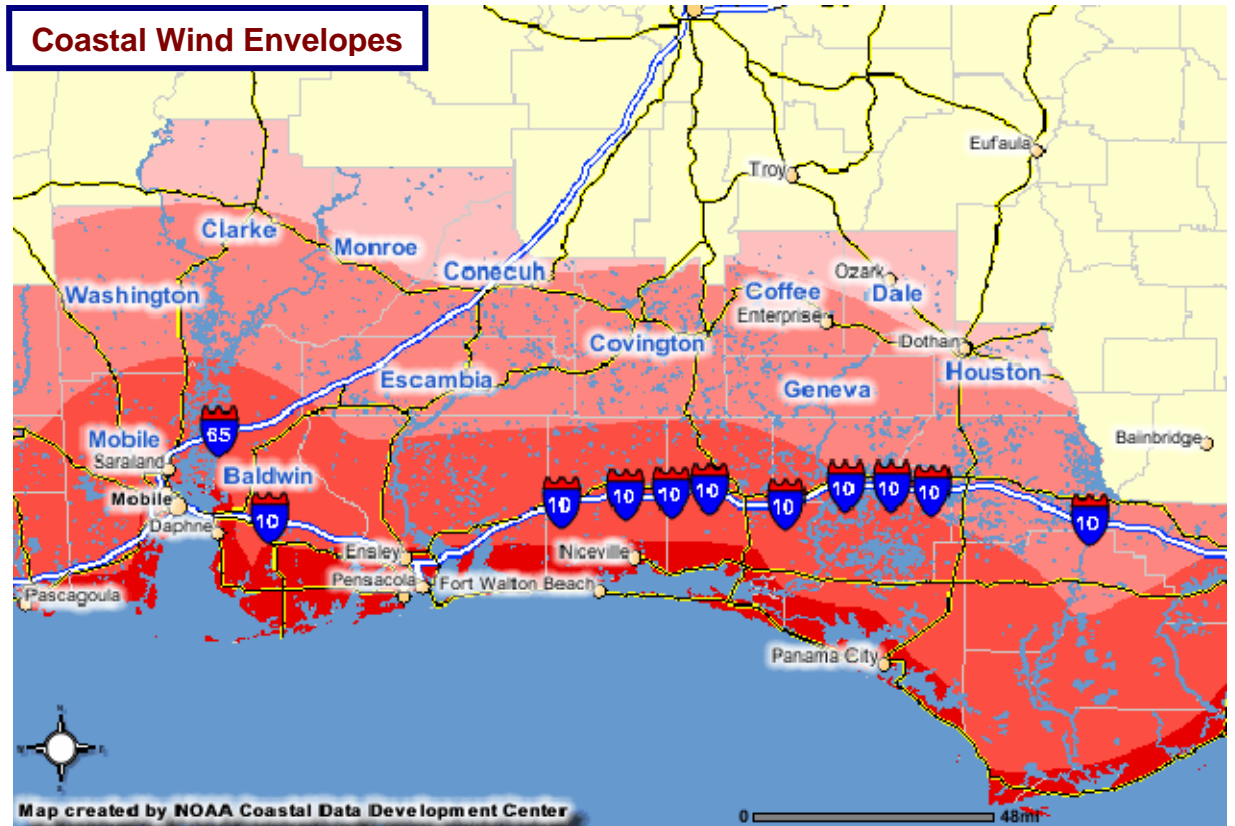 Coastal Wind Envelopes
Eufaula
Troy
Clarke
Monroe
Conecuh
Ozark
Washington
Coffee
Dale
Enterprise
Covington
Dothan
Escambia
Houston
Geneva
65
Mobile
Bainbridge
Saraland
Baldwin
Mobile
10
10
10
10
10
10
10
10
10
10
Daphne
Ensley
Niceville
Pensacola
Fort Walton Beach
Pascagoula
Panama City
Map created by NOAA Coastal Data Development Center
0 48mi